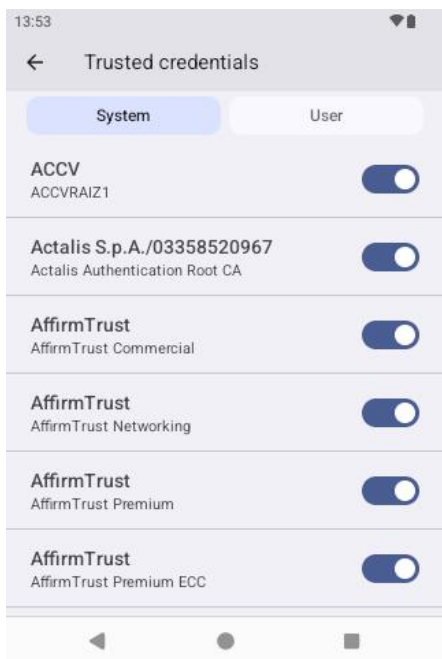 13:53
Trusted credentials
System
User
ACCV
ACCVRAIZ1
Actalis S.p.A./03358520967
Actalis Authentication Root CA
AffirmTrust
AffirmTrust Commercial
AffirmTrust
AffirmTrust Networking
AffirmTrust
AffirmTrust Premium
AffirmTrust
AffirmTrust Premium ECC